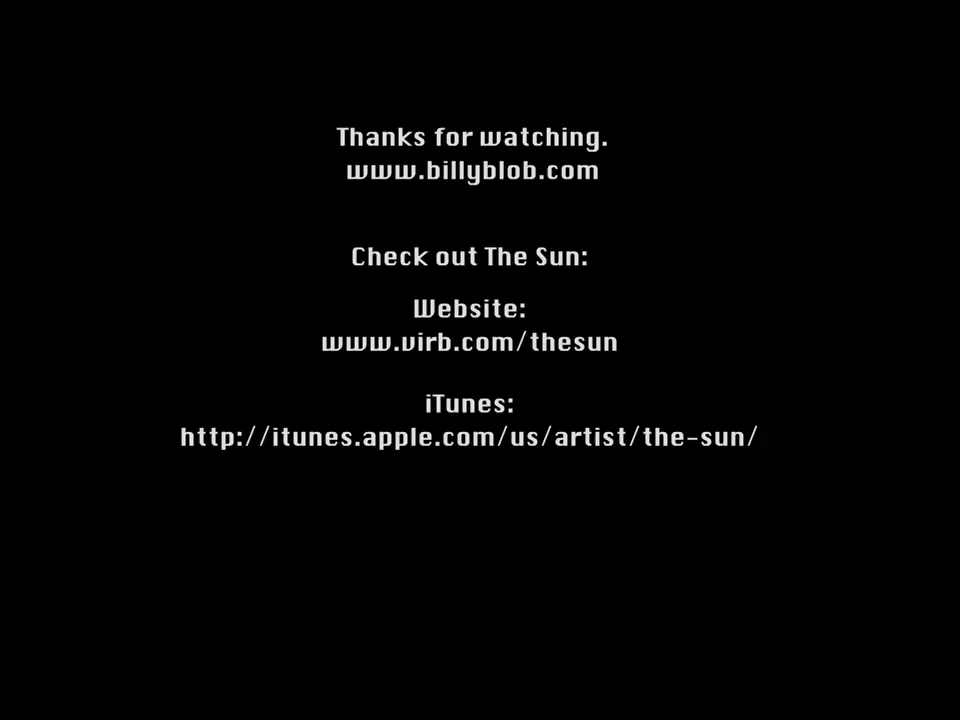 Thanks for watching.
www.billyblob.com
Check out The Sun:
Website:
www.virb.com/thesun
iTunes:
http://itunes.apple.com/us/artist/the-sun/